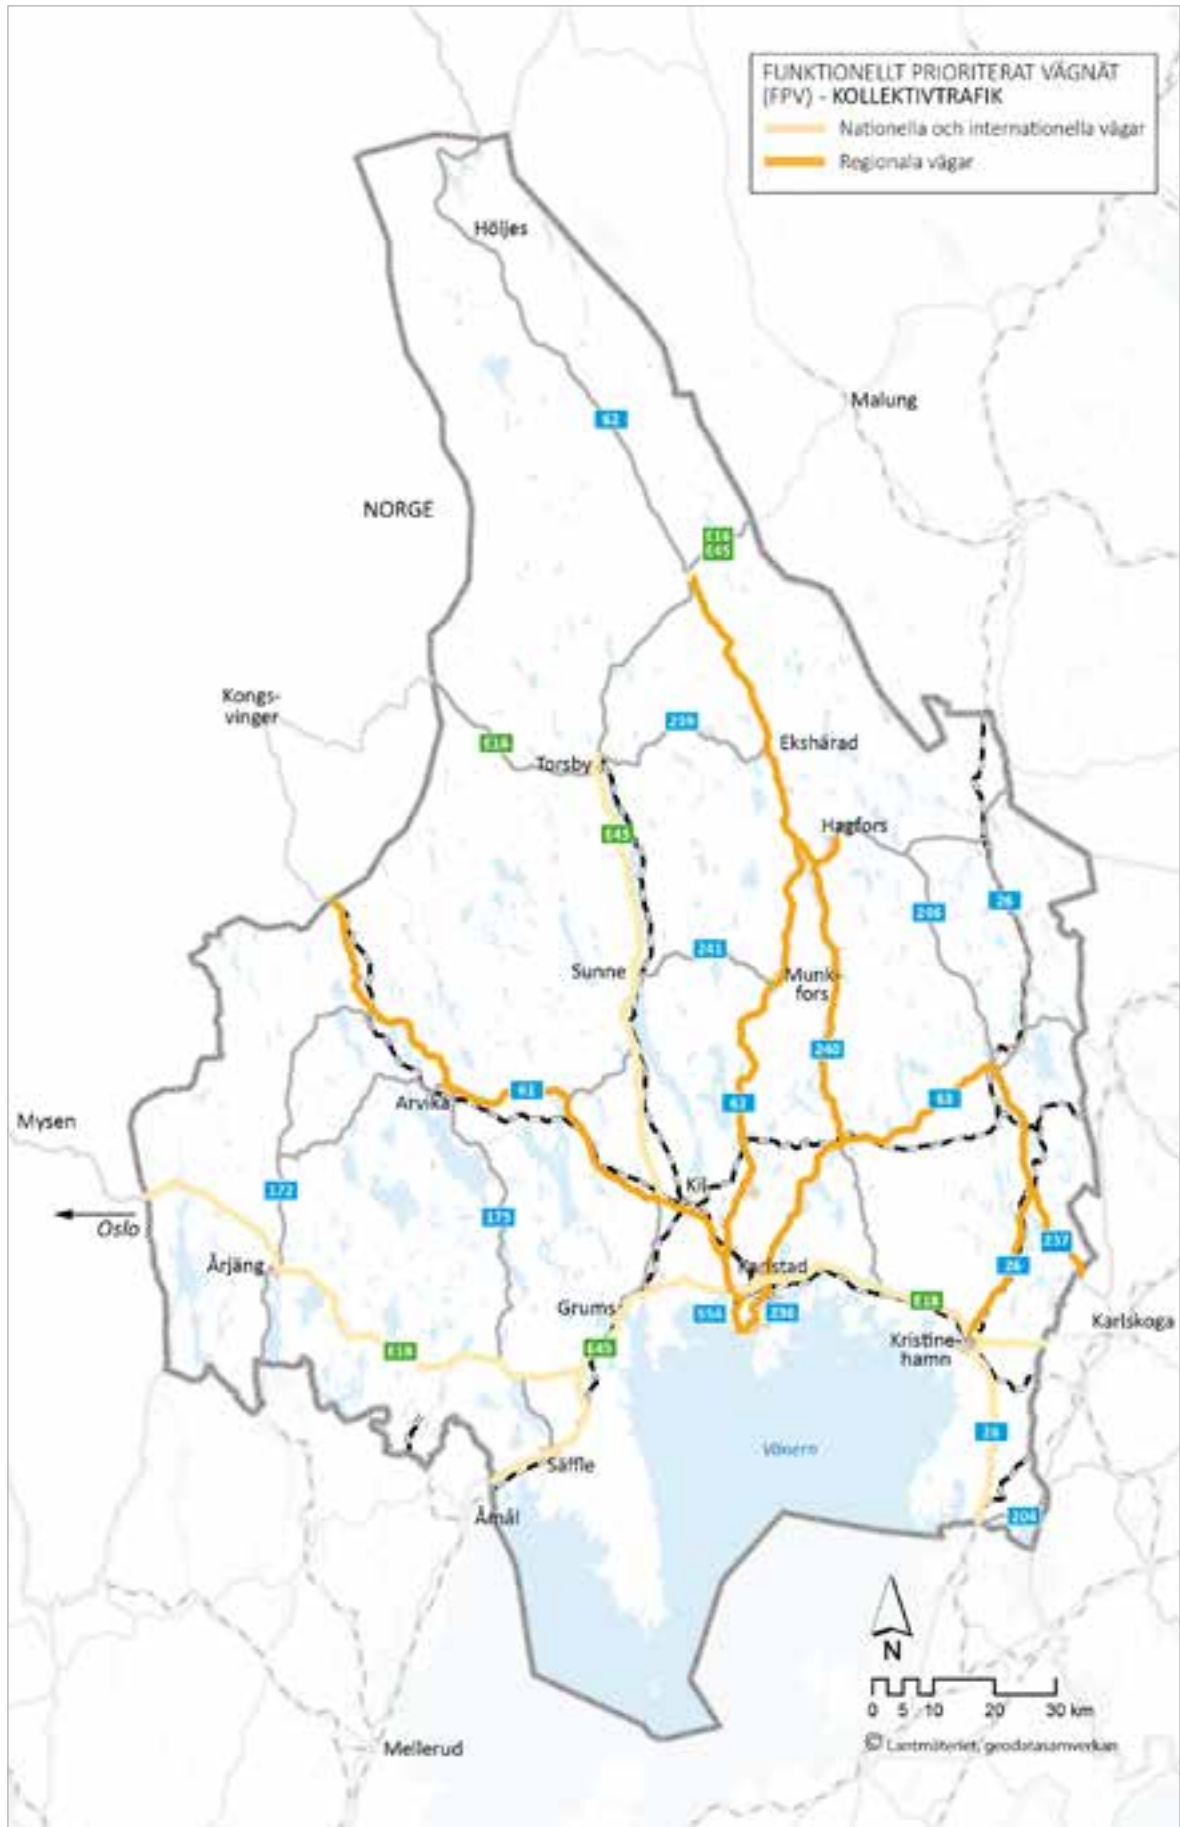 FUNKTIONELLT PRIORITERAT VÄGNÄT
(FPV) - KOLLEKTIVTRAFIK
Nationella och internationella vägar
Regionala vägar
Höljes
Malung
62
NORGE
E16
E45
Kongs-
vinger
239
Ekshärad
E16
Torsby
E45
Hagfors
246
26
241
Sunne
Munk-
fors
240
61
62
63
Arvika
Mysen
Kil
172
175
Oslo
237
Årjäng
Karlstad
26
Grums
E18
Karlskoga
E18
E45
Kristine-
hamn
26
Vänern
Säffle
Åmål
204
N
0 5 10 20 30 km
Mellerud
© Lantmäteriet, geodatasamverkan